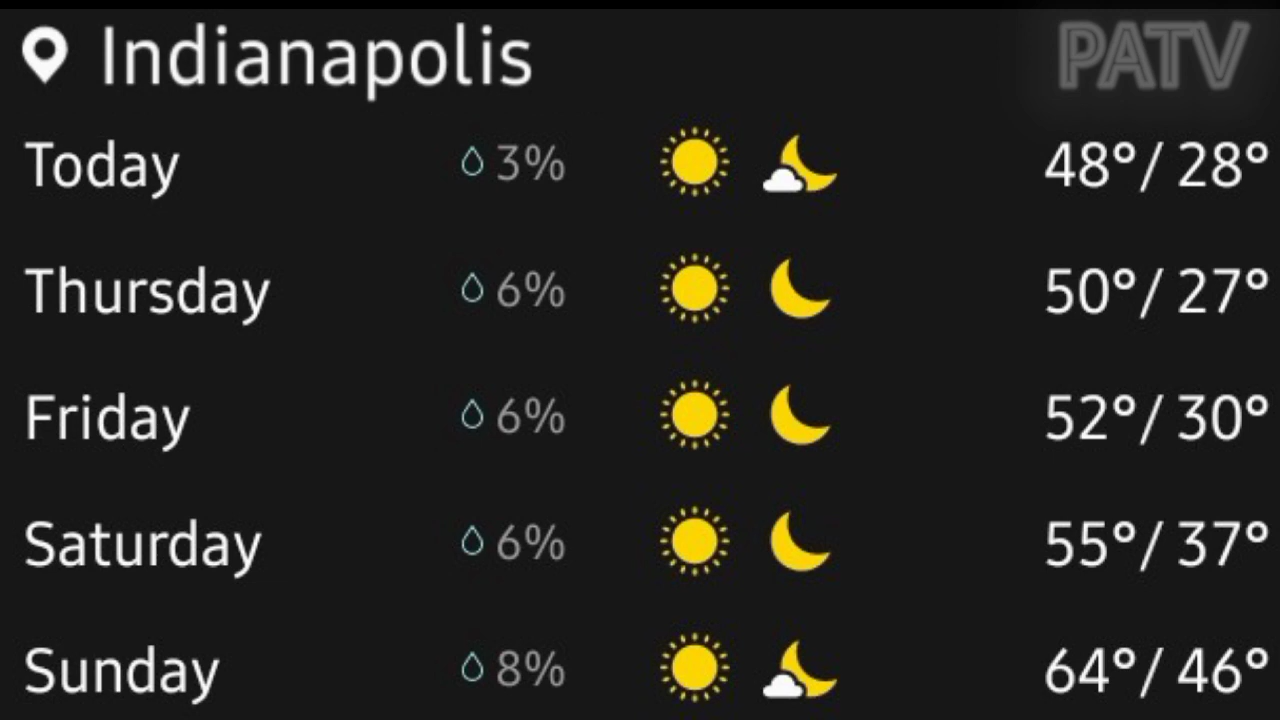 Indianapolis PATV
Today 3% 48°/ 28°
Thursday 6% 50°/ 27°
Friday 6% 52°/ 30°
Saturday 6% 55°/ 37°
Sunday 8% 64°/ 46°